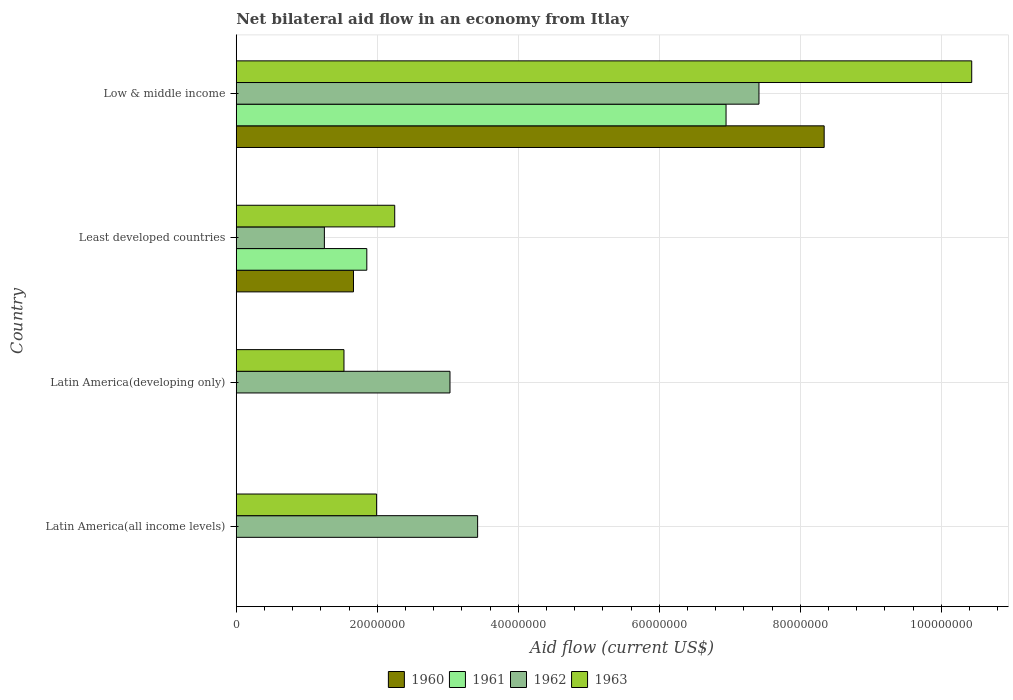 Net bilateral aid flow in an economy from Itlay
Low & middle income
Least developed countries
Latin America(developing only)
Latin America(all income levels)
Country
0
20000000
40000000
60000000
80000000
100000000
Aid flow (current US$)
1960
1961
1962
1963